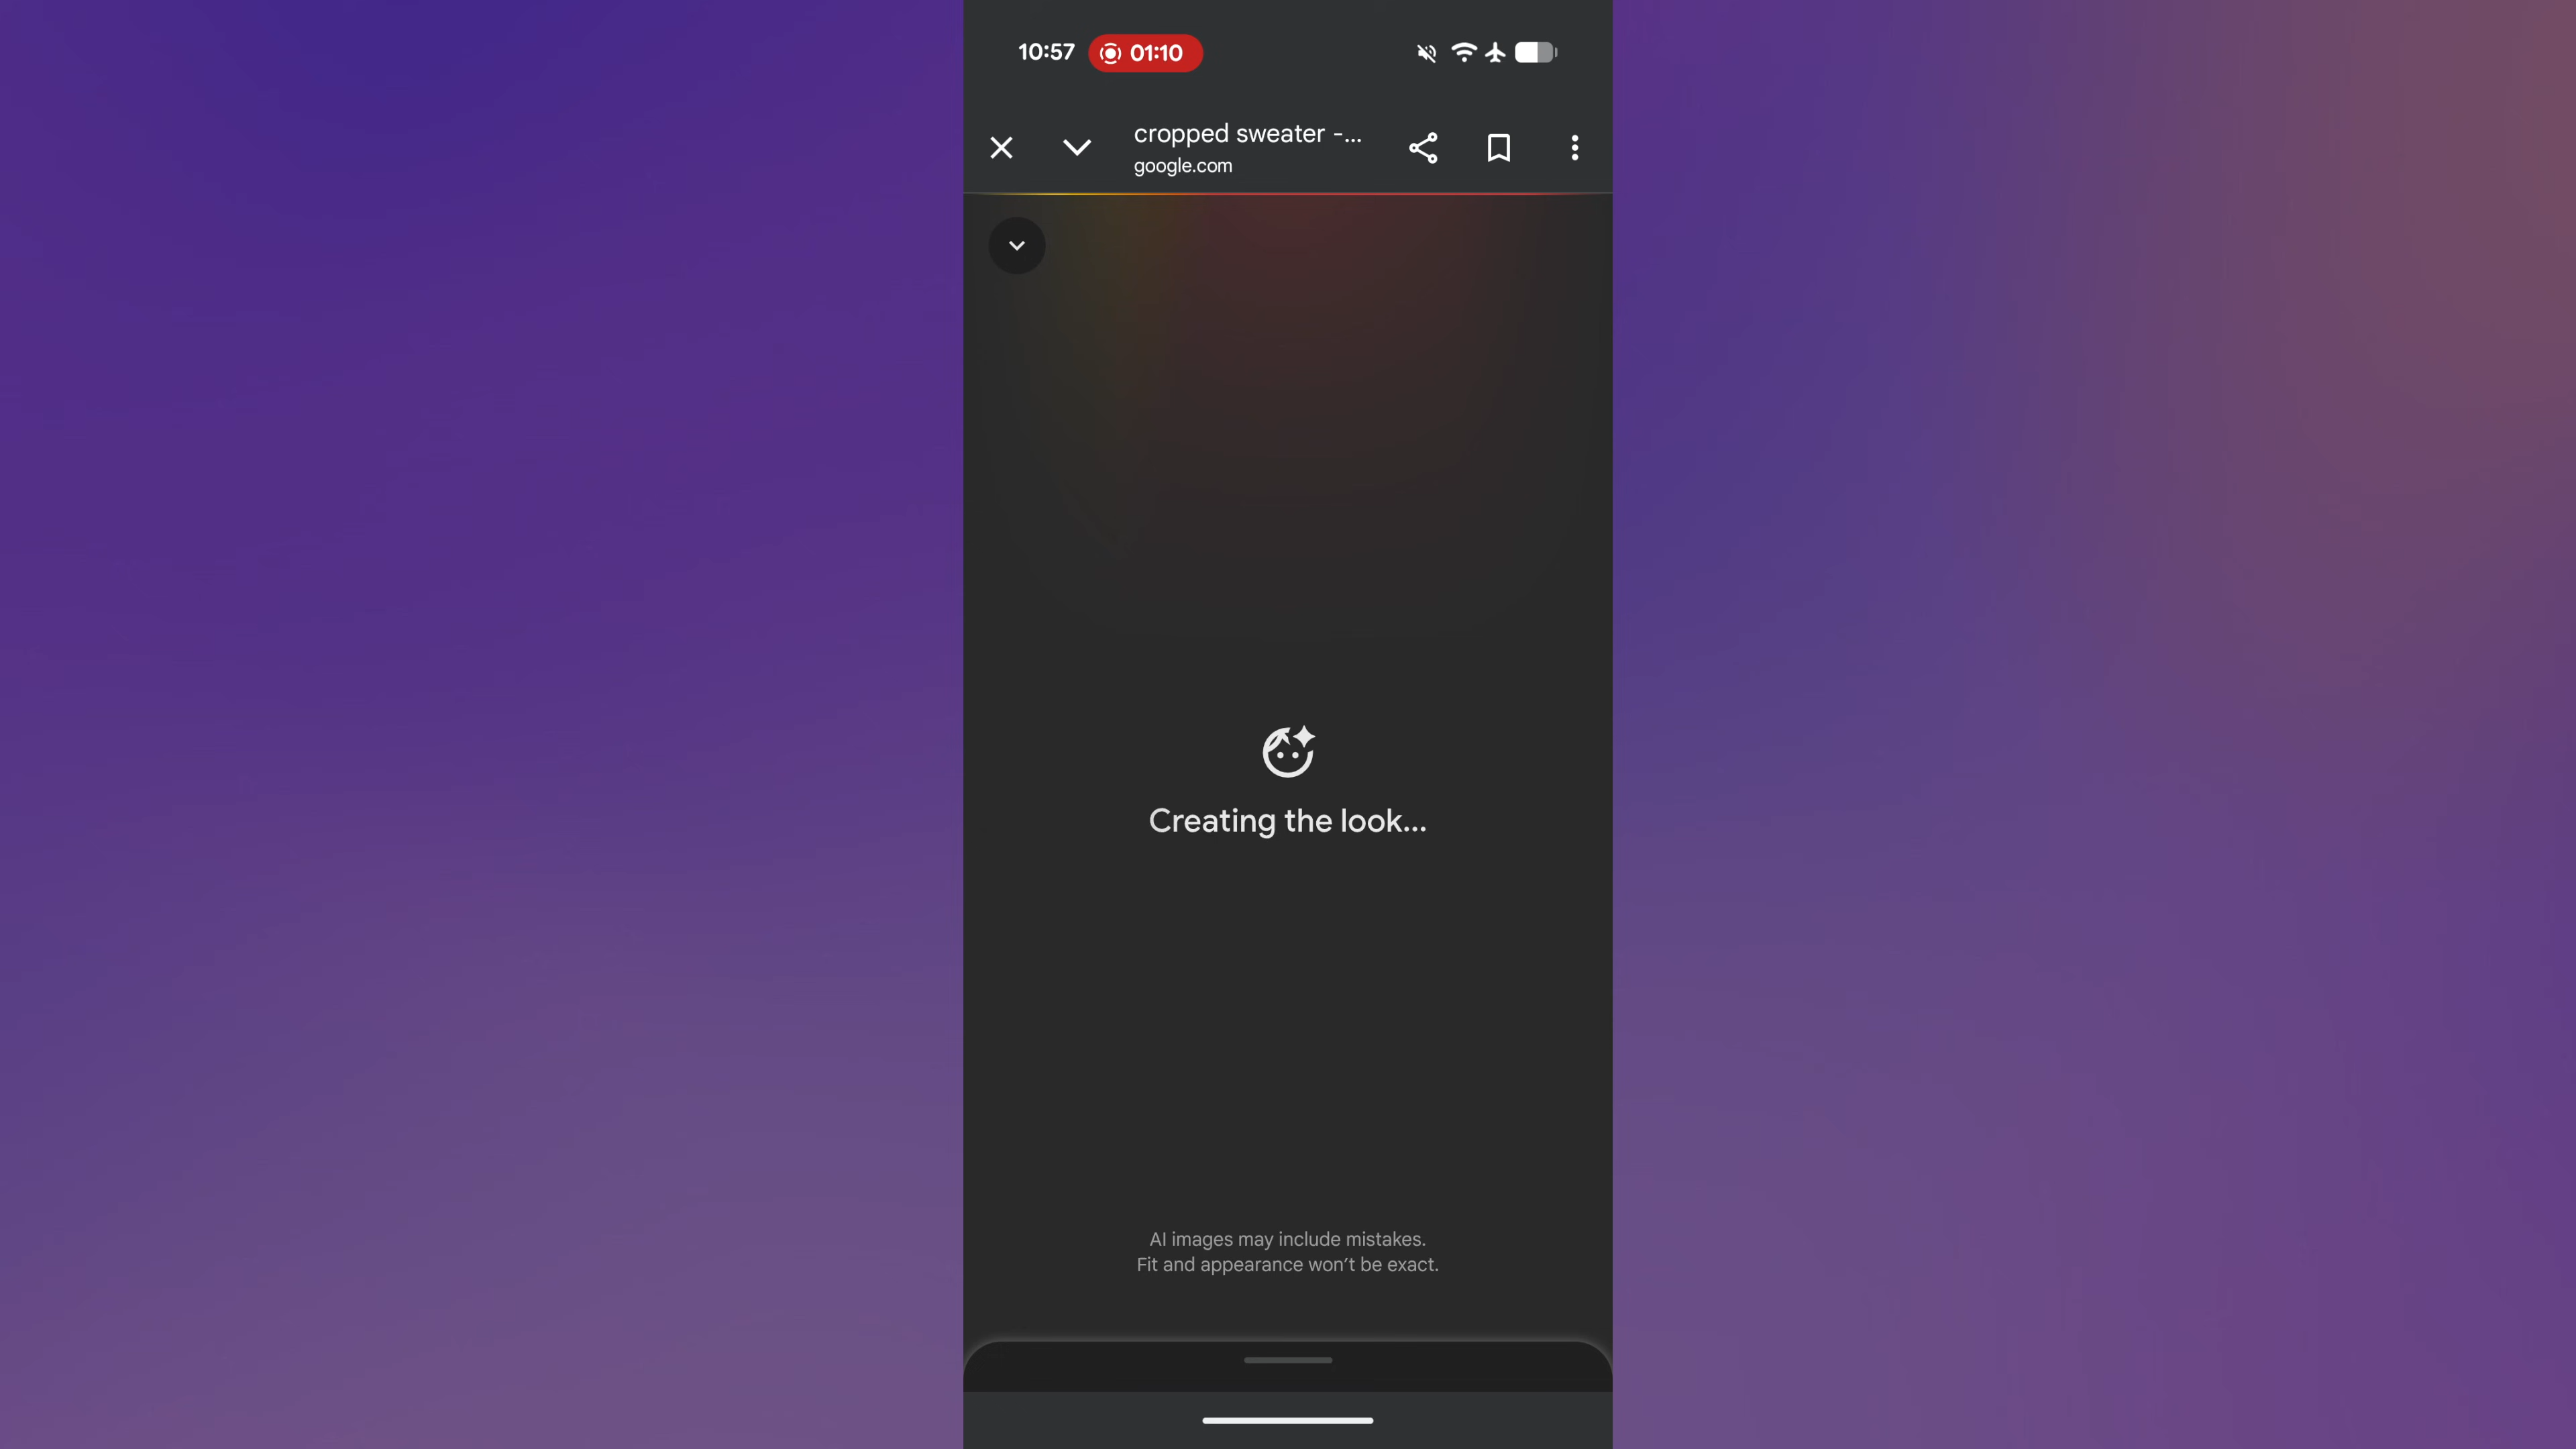 10:57 01:10
cropped sweater -...
google.com
Creating the look...
AI images may include mistakes.
Fit and appearance won't be exact.